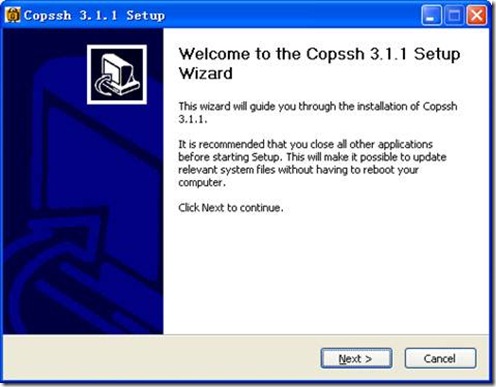 Copssh 3.1.1 Setup
Welcome to the Copssh 3.1.1 Setup
Wizard
This wizard will guide you through the installation of Copssh
3.1.1.
It is recommended that you close all other applications
before starting Setup. This will make it possible to update
relevant system files without having to reboot your
computer.
Click Next to continue.
Next >
Cancel